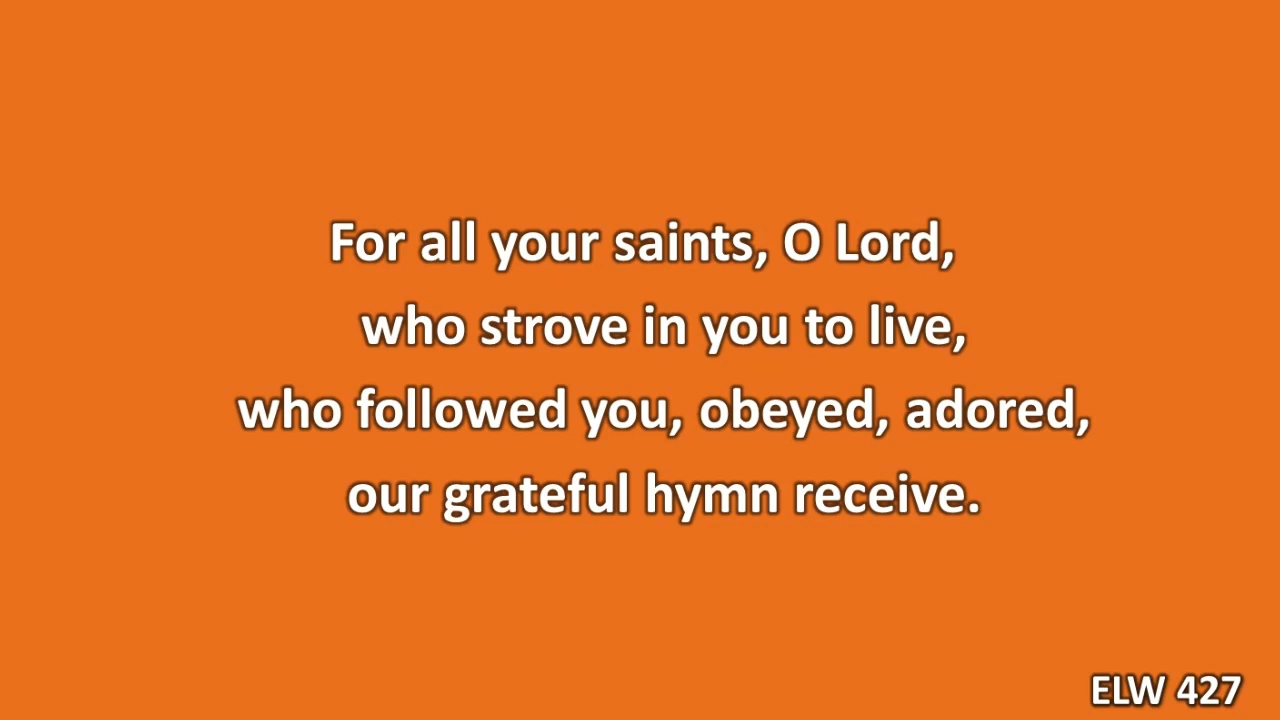 For all your saints, O Lord,
who strove in you to live,
who followed you, obeyed, adored,
our grateful hymn receive.
ELW 427